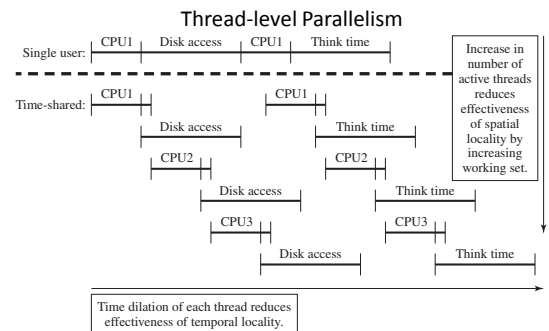 Thread-level Parallelism
Single user:
CPU1 Disk access CPU1 Think time
Increase in
number of
active threads
reduces
effectiveness
of spatial
locality by
increasing
working set.
Time-shared:
CPU1 CPU1
Disk access Think time
CPU2 CPU2
Disk access Think time
CPU3 CPU3
Disk access Think time
Time dilation of each thread reduces
effectiveness of temporal locality.